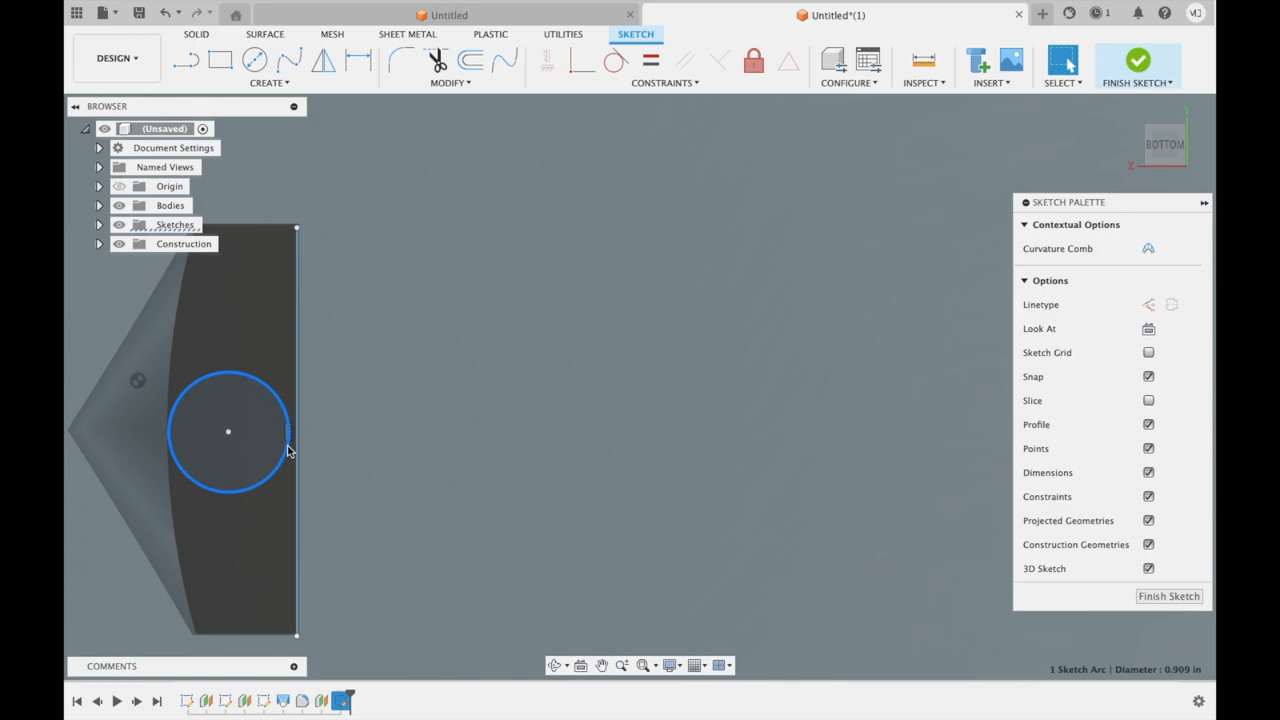 Untitled
Untitled*(1)
1
MJ
DESIGN
SOLID
SURFACE
MESH
SHEET METAL
PLASTIC
UTILITIES
SKETCH
CREATE
MODIFY
CONSTRAINTS
CONFIGURE
INSPECT
INSERT
SELECT
FINISH SKETCH
BROWSER
(Unsaved)
Document Settings
Named Views
Origin
Bodies
Sketches
Construction
Y
BOTTOM
X
SKETCH PALETTE
Contextual Options
Curvature Comb
Options
Linetype
Look At
Sketch Grid
Snap
Slice
Profile
Points
Dimensions
Constraints
Projected Geometries
Construction Geometries
3D Sketch
Finish Sketch
COMMENTS
1 Sketch Arc | Diameter : 0.909 in